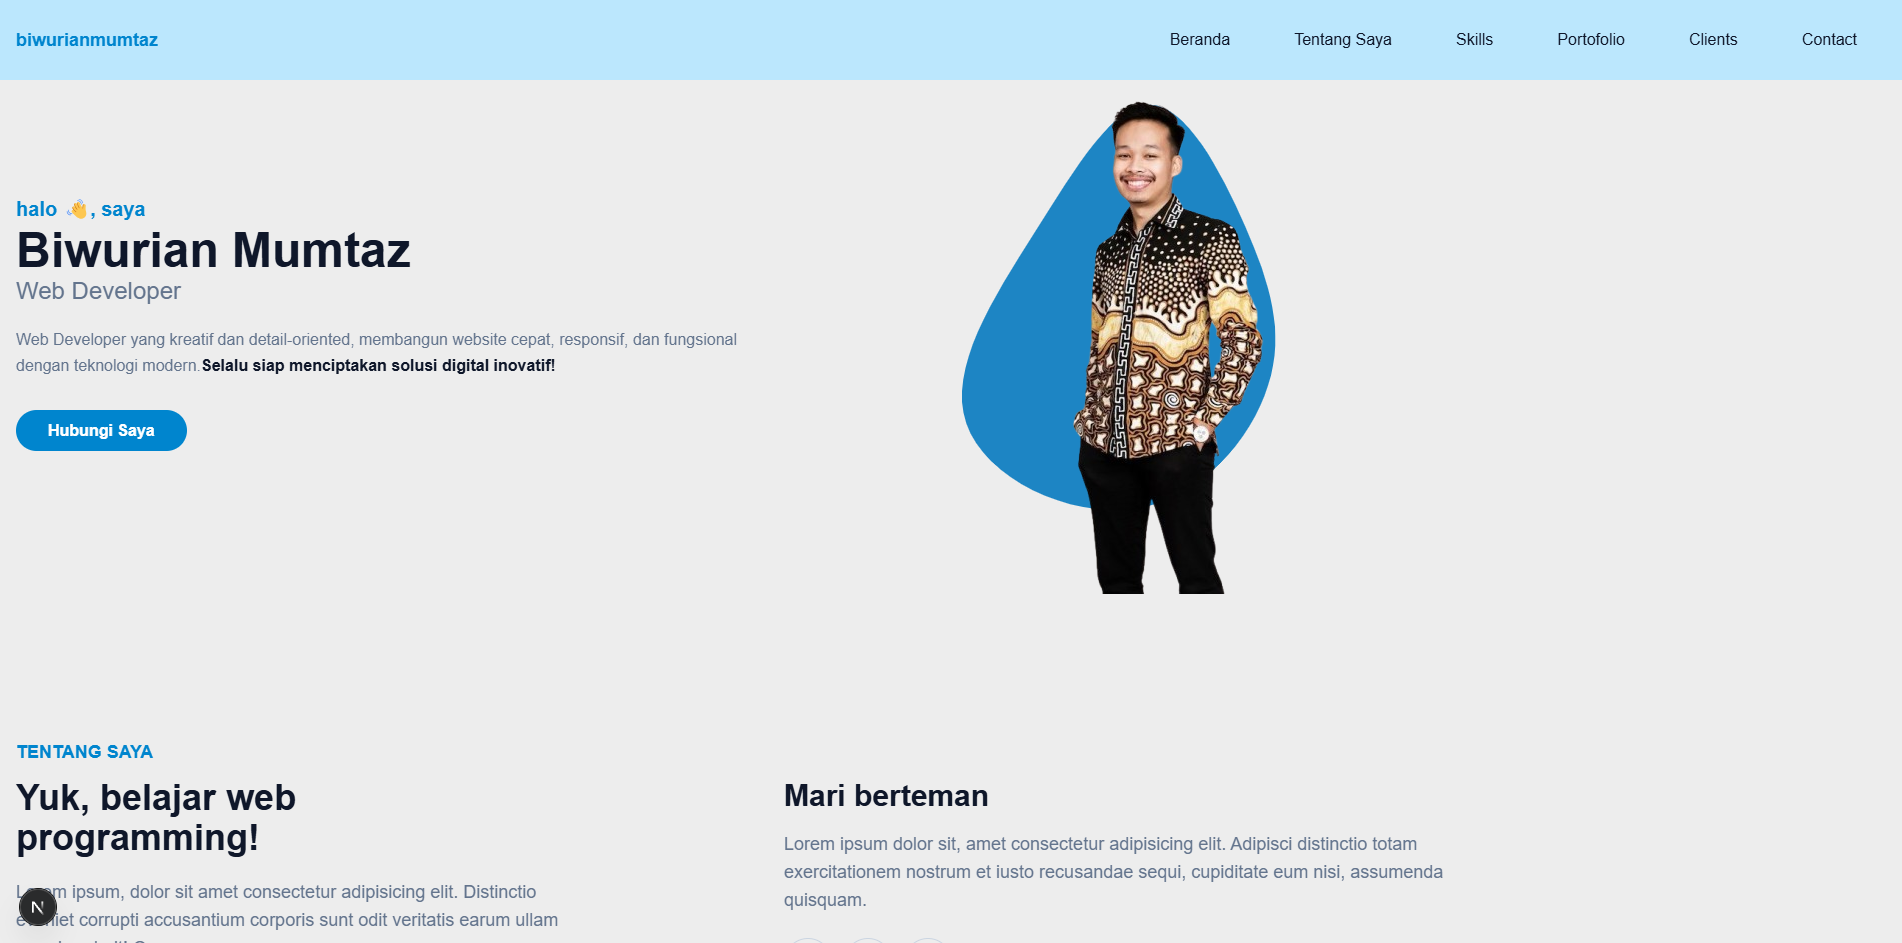 biwurianmumtaz
Beranda
Tentang Saya
Skills
Portofolio
Clients
Contact
halo 👋, saya
Biwurian Mumtaz
Web Developer
Web Developer yang kreatif dan detail-oriented, membangun website cepat, responsif, dan fungsional
dengan teknologi modern.Selalu siap menciptakan solusi digital inovatif!
Hubungi Saya
TENTANG SAYA
Yuk, belajar web
programming!
ipsum, dolor sit amet consectetur adipisicing elit. Distinctio
corrupti accusantium corporis sunt odit veritatis earum ullam
Mari berteman
Lorem ipsum dolor sit, amet consectetur adipisicing elit. Adipisci distinctio totam
exercitationem nostrum et iusto recusandae sequi, cupiditate eum nisi, assumenda
quisquam.
N